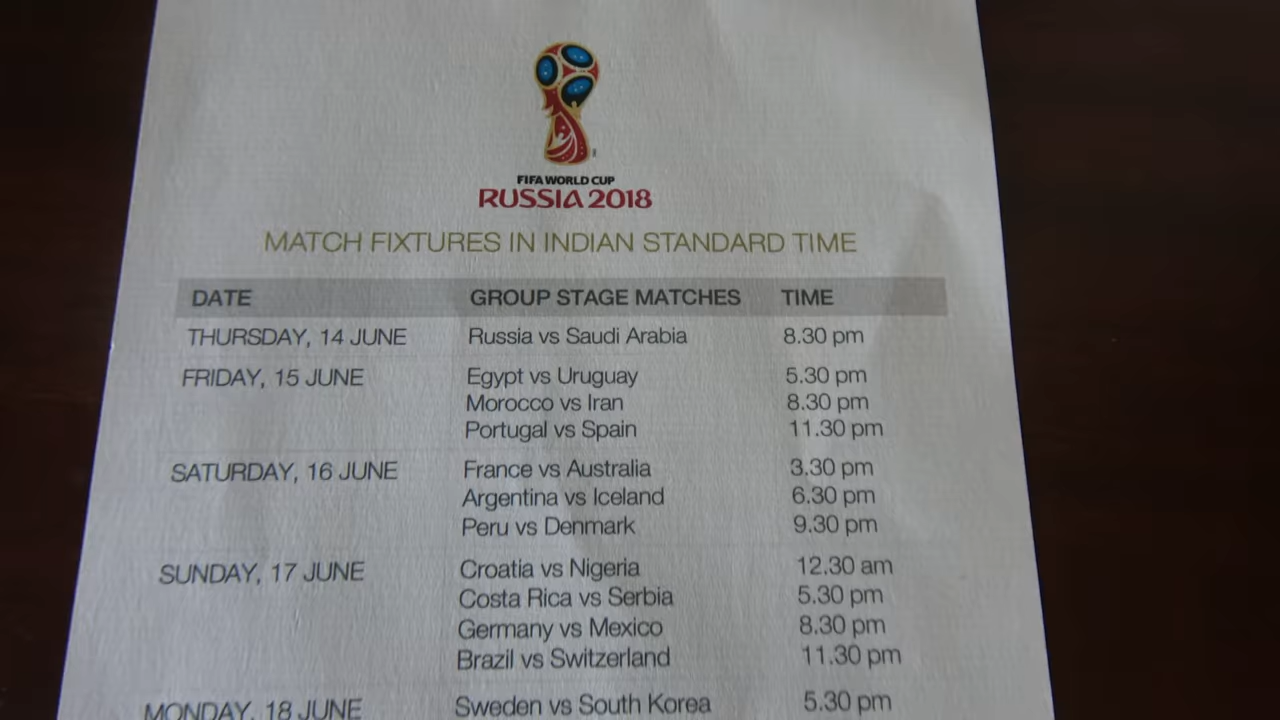 FIFA WORLD CUP
RUSSIA 2018
MATCH FIXTURES IN INDIAN STANDARD TIME
DATE GROUP STAGE MATCHES TIME
THURSDAY, 14 JUNE Russia vs Saudi Arabia 8.30 pm
FRIDAY, 15 JUNE Egypt vs Uruguay 5.30 pm
Morocco vs Iran 8.30 pm
Portugal vs Spain 11.30 pm
SATURDAY, 16 JUNE France vs Australia 3.30 pm
Argentina vs Iceland 6.30 pm
Peru vs Denmark 9.30 pm
SUNDAY, 17 JUNE Croatia vs Nigeria 12.30 am
Costa Rica vs Serbia 5.30 pm
Germany vs Mexico 8.30 pm
Brazil vs Switzerland 11.30 pm
MONDAY, 18 JUNE Sweden vs South Korea 5.30 pm